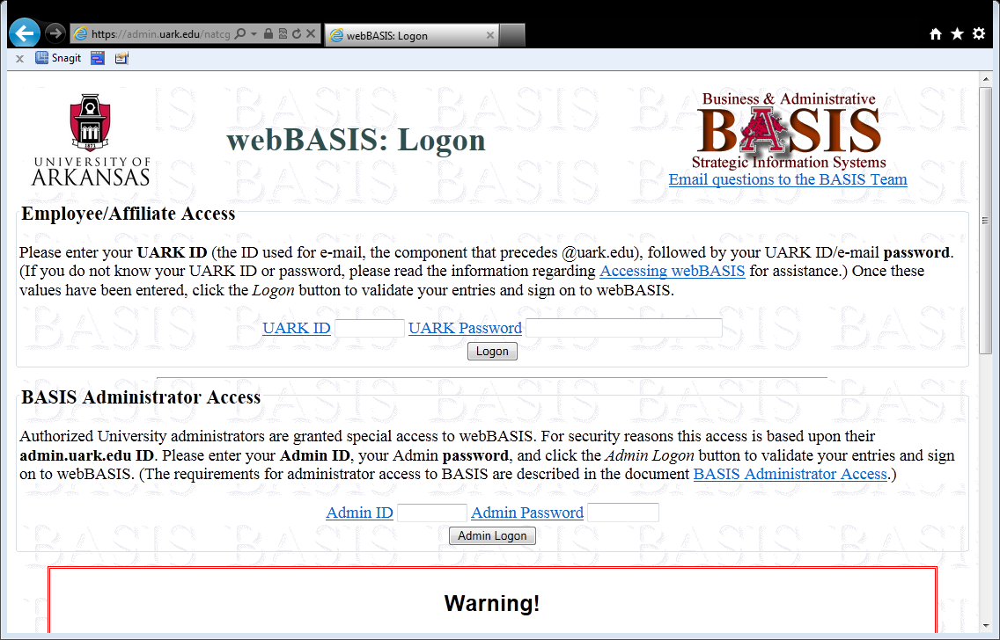 https://admin.uark.edu/natcg
webBASIS: Logon
Snagit
1871
UNIVERSITY OF
ARKANSAS
webBASIS: Logon
Business & Administrative
BASIS
Strategic Information Systems
Email questions to the BASIS Team
Employee/Affiliate Access
Please enter your UARK ID (the ID used for e-mail, the component that precedes @uark.edu), followed by your UARK ID/e-mail password.
(If you do not know your UARK ID or password, please read the information regarding Accessing webBASIS for assistance.) Once these
values have been entered, click the Logon button to validate your entries and sign on to webBASIS.
UARK ID UARK Password
Logon
BASIS Administrator Access
Authorized University administrators are granted special access to webBASIS. For security reasons this access is based upon their
admin.uark.edu ID. Please enter your Admin ID, your Admin password, and click the Admin Logon button to validate your entries and sign
on to webBASIS. (The requirements for administrator access to BASIS are described in the document BASIS Administrator Access.)
Admin ID Admin Password
Admin Logon
Warning!